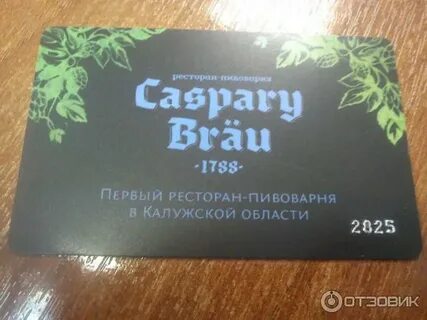 ресторан-пивоварня
Caspary
Bräu
·1788·
Первый ресторан-пивоварня
в Калужской области
2825
ОТЗОВИК